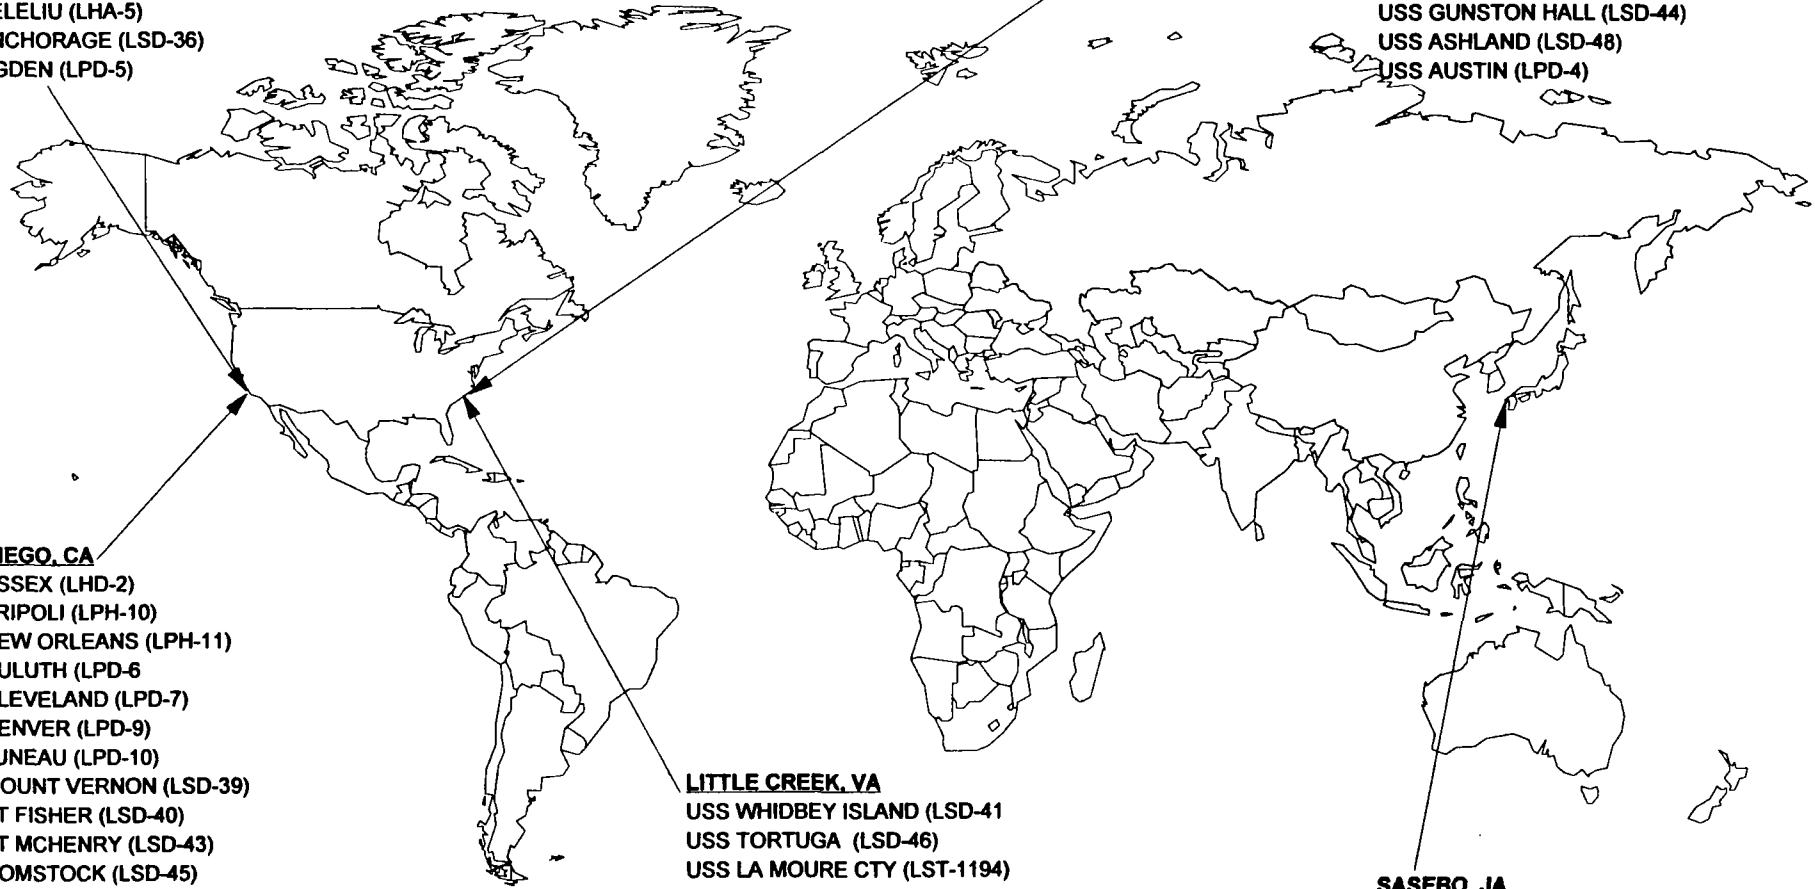 ELELIU (LHA-5)
NCHORAGE (LSD-36)
GDEN (LPD-5)
USS GUNSTON HALL (LSD-44)
USS ASHLAND (LSD-48)
USS AUSTIN (LPD-4)
IEGO, CA
SSEX (LHD-2)
RIPOLI (LPH-10)
EW ORLEANS (LPH-11)
ULUTH (LPD-6
LEVELAND (LPD-7)
ENVER (LPD-9)
UNEAU (LPD-10)
OUNT VERNON (LSD-39)
T FISHER (LSD-40)
T MCHENRY (LSD-43)
OMSTOCK (LSD-45)
LITTLE CREEK, VA
USS WHIDBEY ISLAND (LSD-41
USS TORTUGA (LSD-46)
USS LA MOURE CTY (LST-1194)
SASEBO, JA